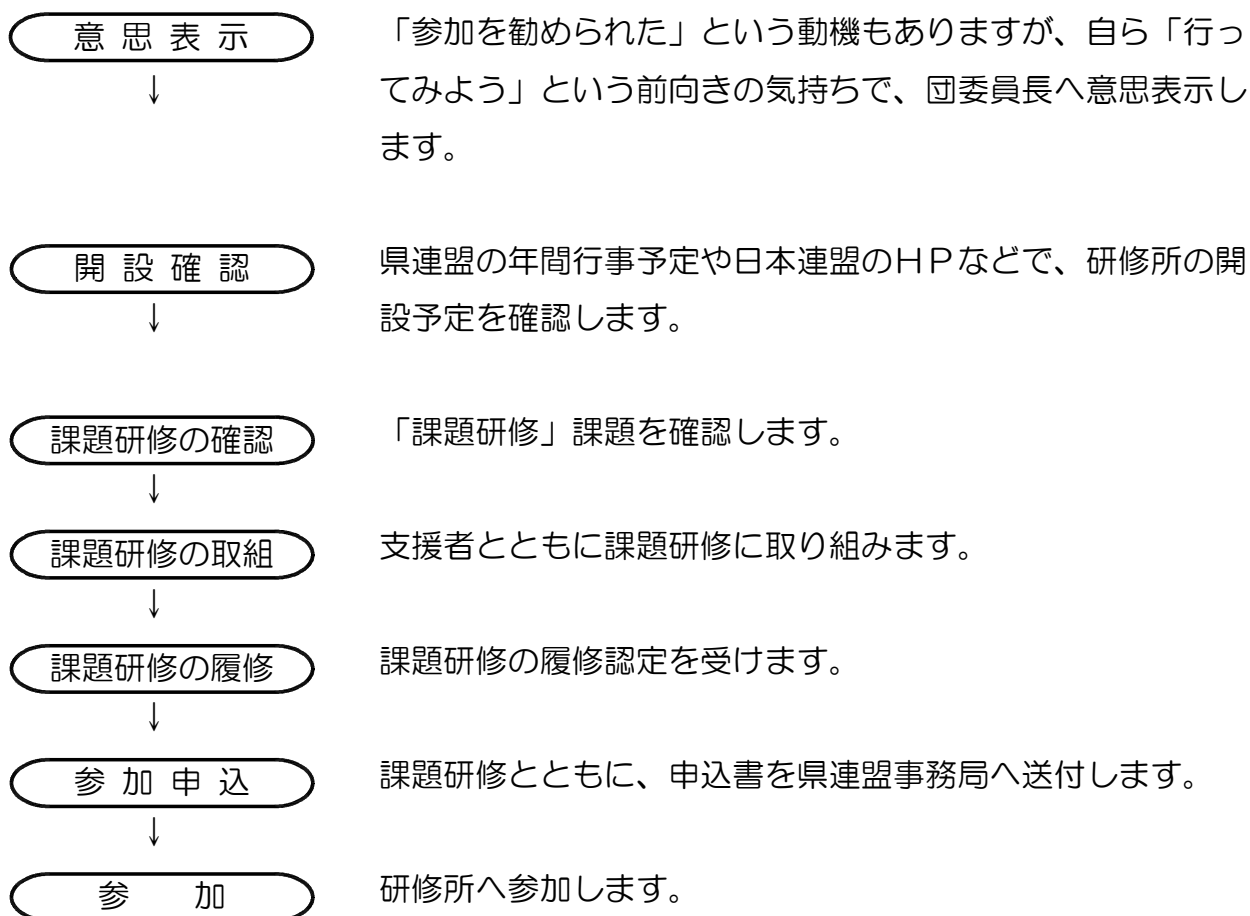 意思表示
「参加を勧められた」という動機もありますが、自ら「行っ
てみよう」という前向きの気持ちで、団委員長へ意思表示し
ます。
↓
開設確認
県連盟の年間行事予定や日本連盟のＨＰなどで、研修所の開
設予定を確認します。
↓
課題研修の確認
「課題研修」課題を確認します。
↓
課題研修の取組
支援者とともに課題研修に取り組みます。
↓
課題研修の履修
課題研修の履修認定を受けます。
↓
参加申込
課題研修とともに、申込書を県連盟事務局へ送付します。
↓
参加
研修所へ参加します。